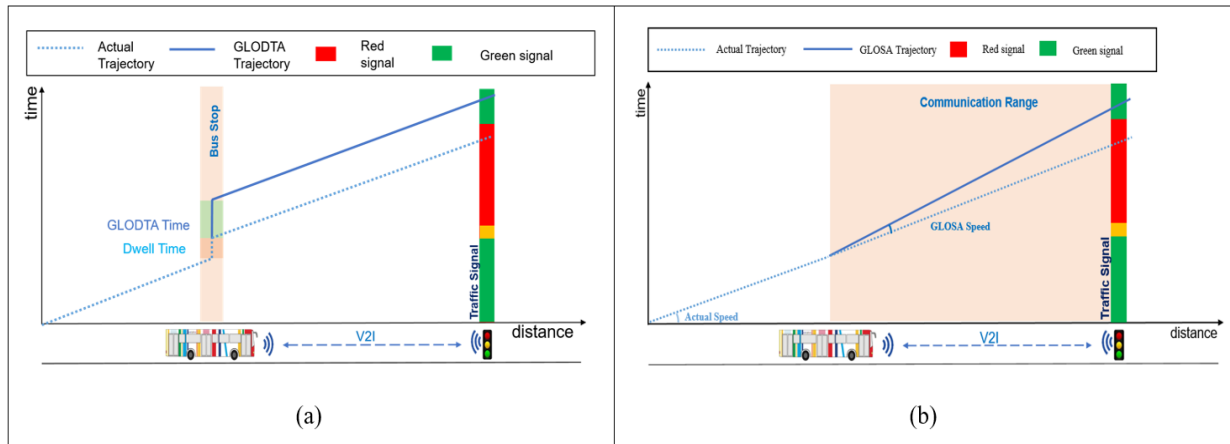 Actual
Trajectory
GLODTA
Trajectory
Red
signal
Green signal
time
Bus Stop
GLODTA Time
Dwell Time
Traffic Signal
distance
V2I
(a)
Actual Trajectory
GLOSA Trajectory
Red signal
Green signal
time
Communication Range
GLOSA Speed
Actual Speed
Traffic Signal
distance
V2I
(b)